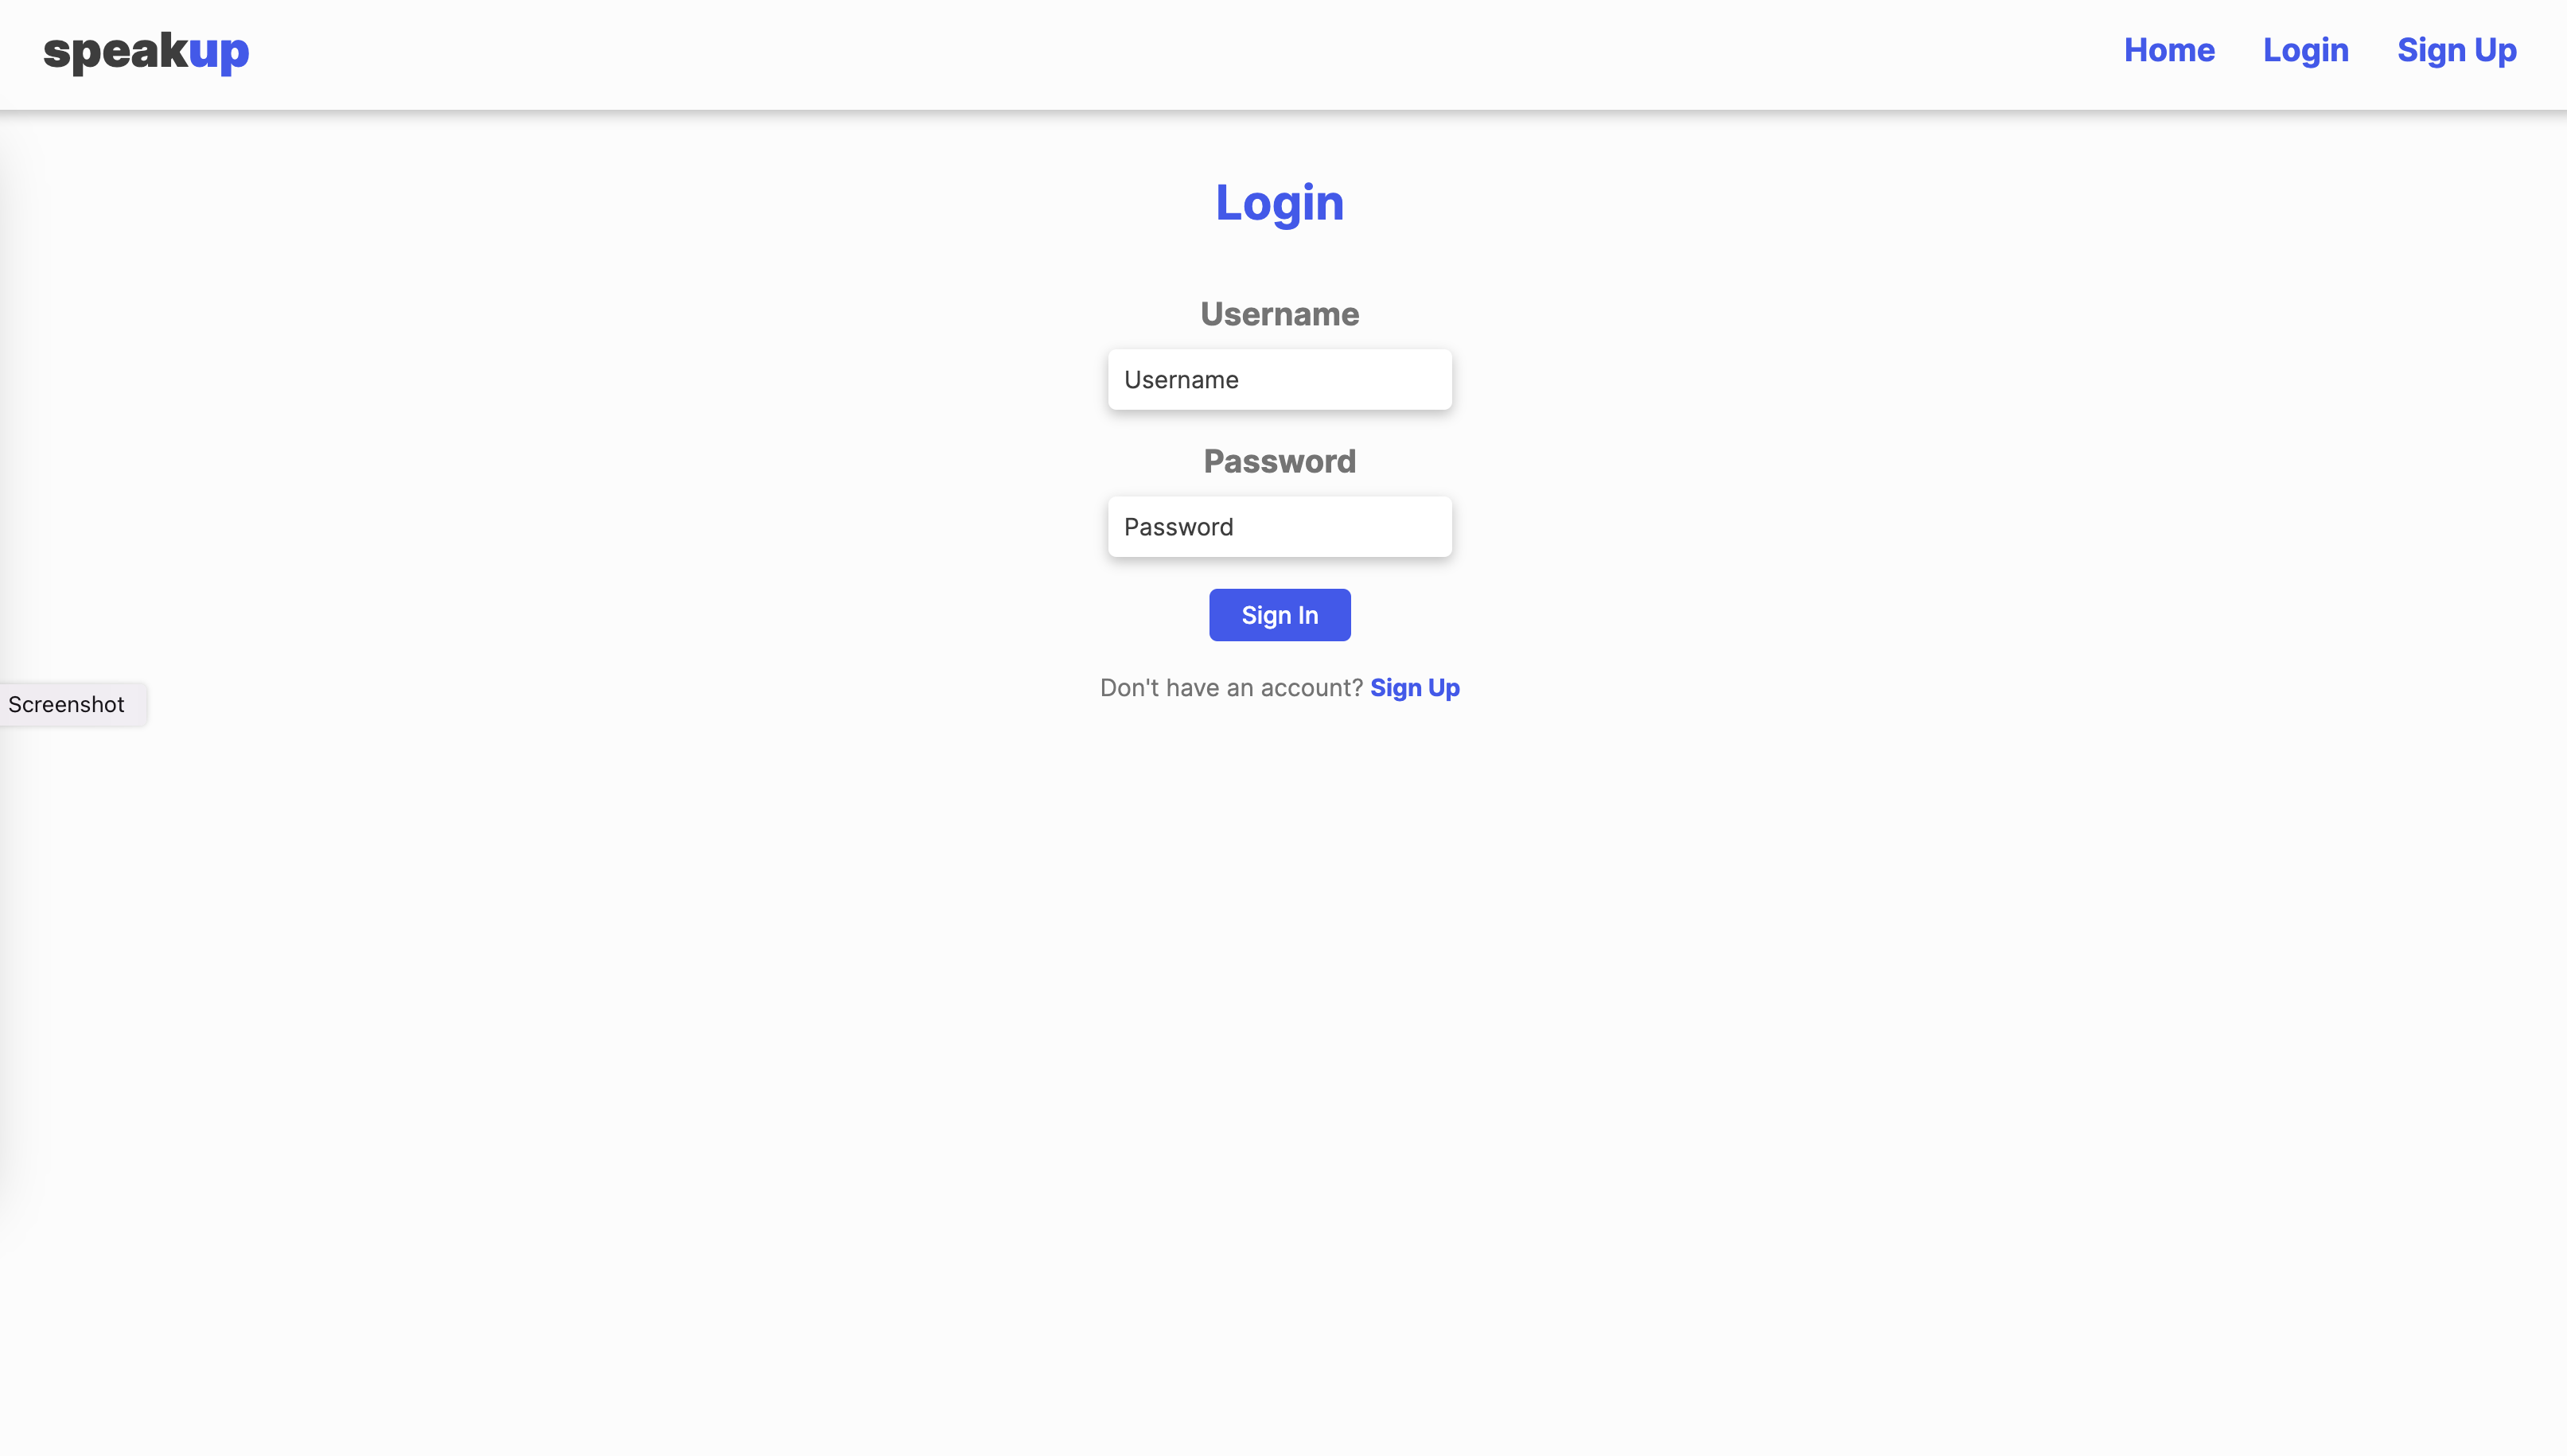 speakup
Home Login Sign Up
Login
Username
Username
Password
Password
Sign In
Don't have an account? Sign Up
Screenshot